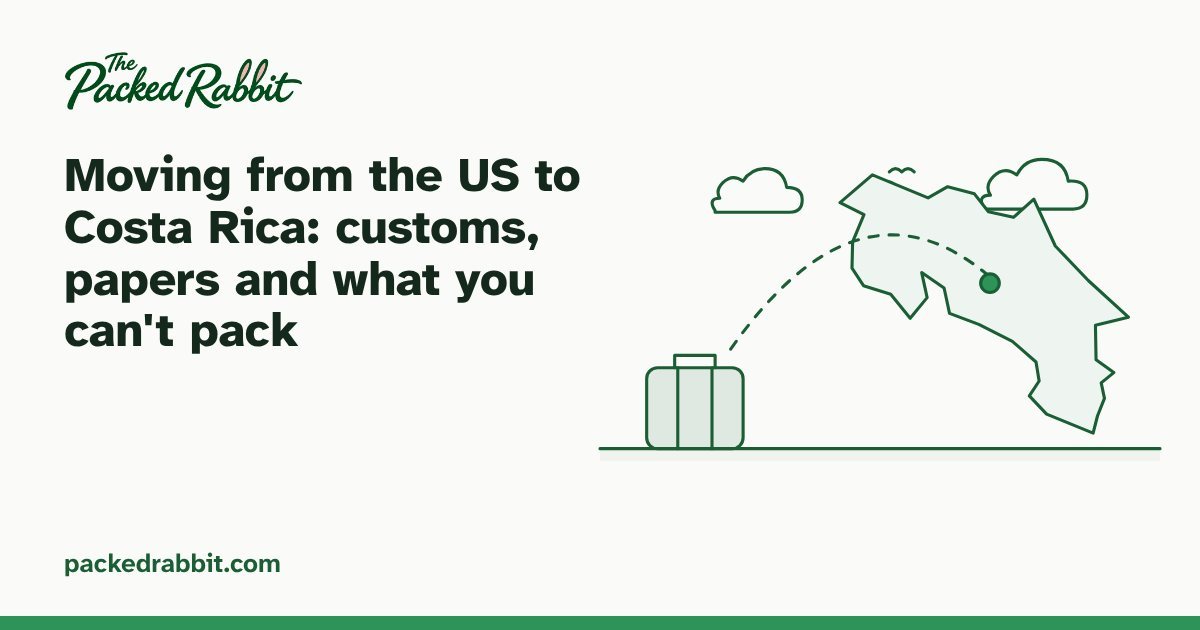 The
Packed Rabbit
Moving from the US to
Costa Rica: customs,
papers and what you
can't pack
packedrabbit.com